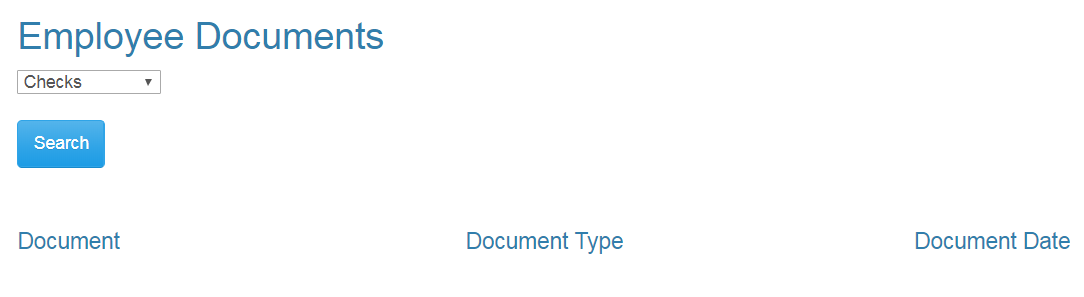 Employee Documents
Checks
Search
Document Document Type Document Date